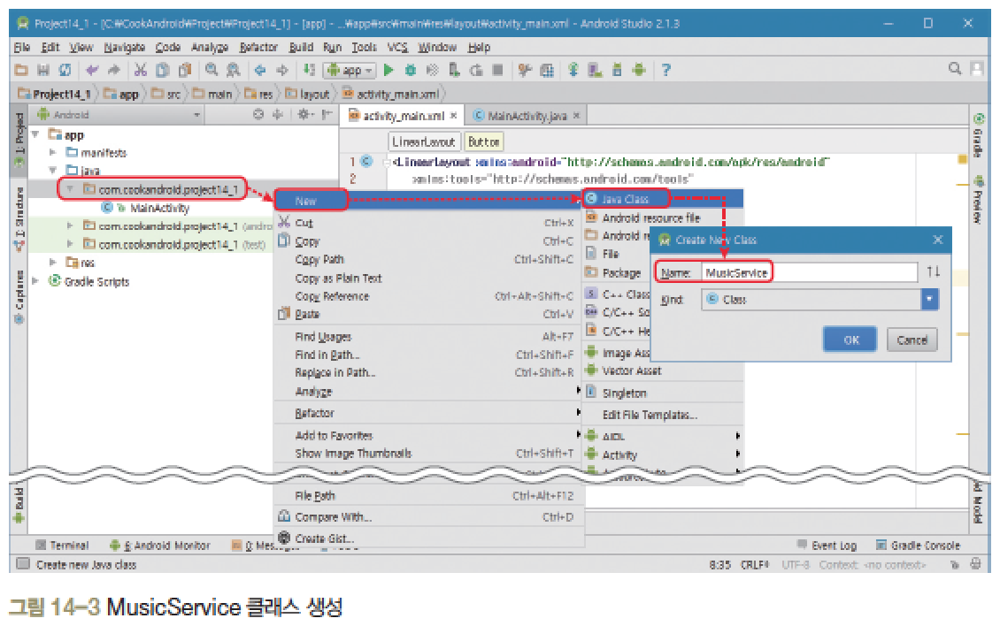 Project14_1 - [C:₩CookAndroid₩Project₩Project14_1] - [app] - ...₩app₩src₩main₩res₩layout₩activity_main.xml - Android Studio 2.1.3
File Edit View Navigate Code Analyze Refactor Build Run Tools VCS Window Help
app
Project14_1 app src main res layout activity_main.xml
1: Project
Android
activity_main.xml
MainActivity.java
Gradle
app
manifests
java
com.cookandroid.project14_1
MainActivity
com.cookandroid.project14_1 (andro
com.cookandroid.project14_1 (test)
res
Gradle Scripts
LinearLayout Button
1 <LinearLayout xmlns:android="http://schemas.android.com/apk/res/android"
2 xmlns:tools="http://schemas.android.com/tools"
Structure
Captures
Preview
New
Cut Ctrl+X
Copy Ctrl+C
Copy Path Ctrl+Shift+C
Copy as Plain Text
Copy Reference Ctrl+Alt+Shift+C
Paste Ctrl+V
Find Usages Alt+F7
Find in Path... Ctrl+Shift+F
Replace in Path... Ctrl+Shift+R
Analyze
Refactor
Add to Favorites
Show Image Thumbnails Ctrl+Shift+T
File Path Ctrl+Alt+F12
Compare With... Ctrl+D
Create Gist...
Java Class
Android resource file
Android re
File
Package
C++ Class
C/C++ So
C/C++ He
Image Ass
Vector Asset
Singleton
Edit File Templates...
AIDL
Activity
Create New Class
Name: MusicService
Kind: Class
OK Cancel
Build
Model
Terminal 6: Android Monitor 0: Mes
Event Log Gradle Console
Create new Java class
8:35 CRLF UTF-8 Context: <no context>
그림 14-3 MusicService 클래스 생성